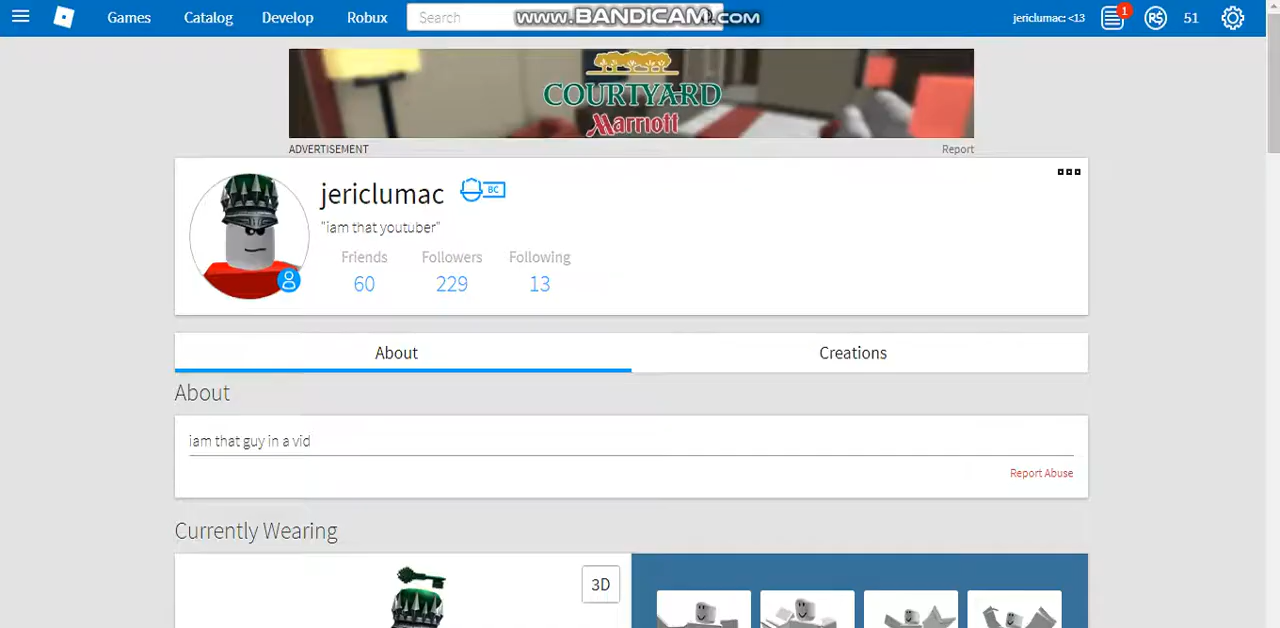 Games Catalog Develop Robux Search www.BANDICAM.com jericlumac: <13 1 R$ 51
COURTYARD
Marriott
ADVERTISEMENT Report
jericlumac BC
"iam that youtuber"
Friends Followers Following
60 229 13
About Creations
About
iam that guy in a vid
Report Abuse
Currently Wearing
3D